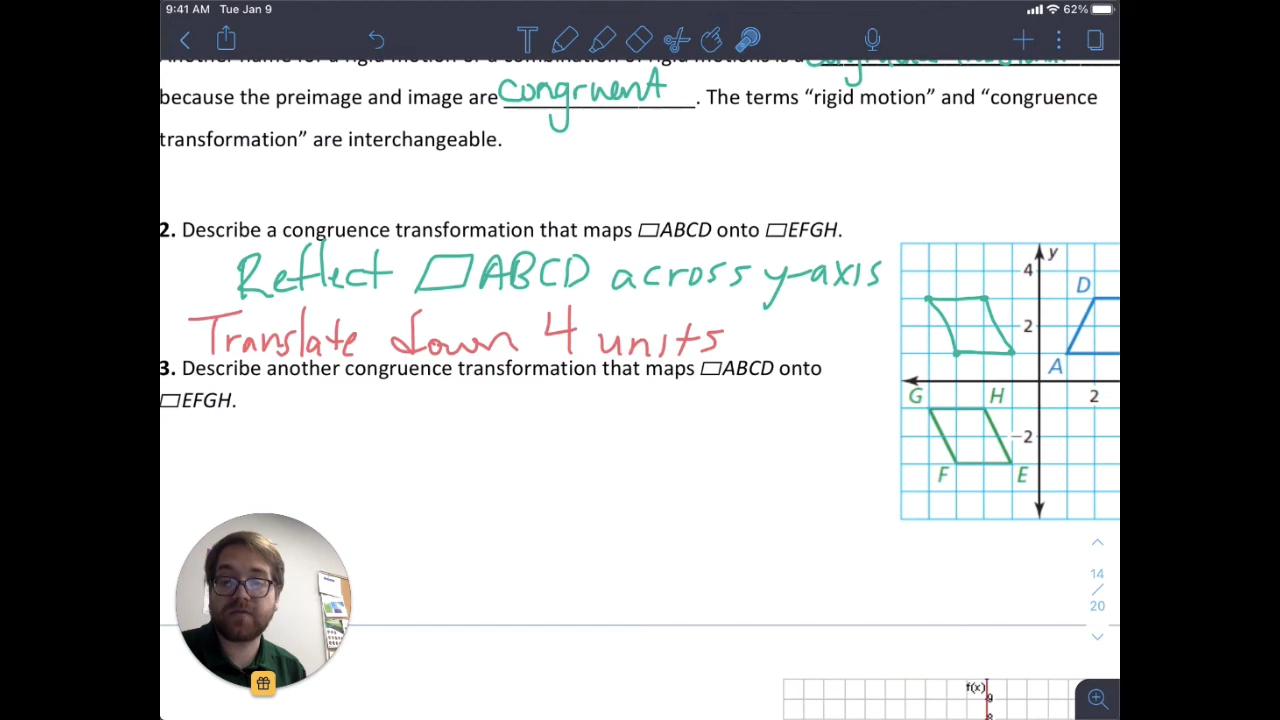 9:41 AM Tue Jan 9 62%
because the preimage and image are congruent. The terms “rigid motion” and “congruence
transformation” are interchangeable.
2. Describe a congruence transformation that maps ▱ABCD onto ▱EFGH.
Reflect ▱ABCD across y-axis
Translate down 4 units
3. Describe another congruence transformation that maps ▱ABCD onto
▱EFGH.
y
4
D
2
A
G
H
2
−2
F
E
14
/
20
f(x)
9
8